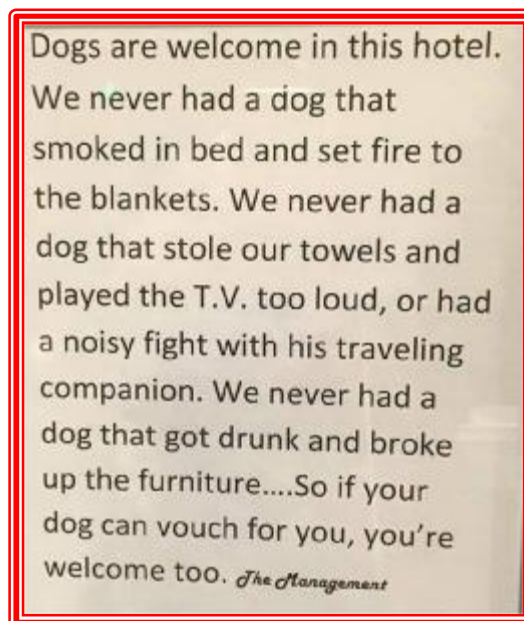 Dogs are welcome in this hotel.
We never had a dog that
smoked in bed and set fire to
the blankets. We never had a
dog that stole our towels and
played the T.V. too loud, or had
a noisy fight with his traveling
companion. We never had a
dog that got drunk and broke
up the furniture....So if your
dog can vouch for you, you're
welcome too. The Management